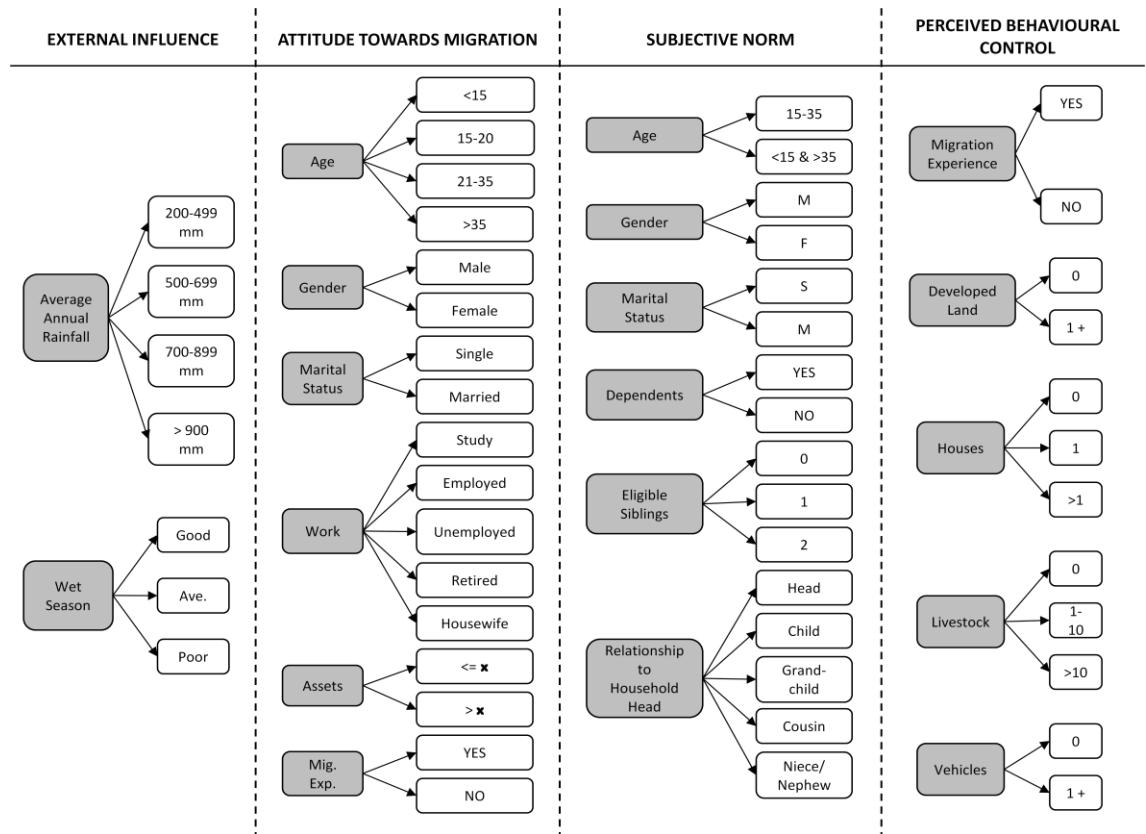 EXTERNAL INFLUENCE
Average
Annual
Rainfall
200-499
mm
500-699
mm
700-899
mm
> 900
mm
Wet
Season
Good
Ave.
Poor
ATTITUDE TOWARDS MIGRATION
Age
<15
15-20
21-35
>35
Gender
Male
Female
Marital
Status
Single
Married
Work
Study
Employed
Unemployed
Retired
Housewife
Assets
<= x
> x
Mig.
Exp.
YES
NO
SUBJECTIVE NORM
Age
15-35
<15 & >35
Gender
M
F
Marital
Status
S
M
Dependents
YES
NO
Eligible
Siblings
0
1
2
Relationship
to
Household
Head
Head
Child
Grand-
child
Cousin
Niece/
Nephew
PERCEIVED BEHAVIOURAL
CONTROL
Migration
Experience
YES
NO
Developed
Land
0
1 +
Houses
0
1
>1
Livestock
0
1-
10
>10
Vehicles
0
1 +